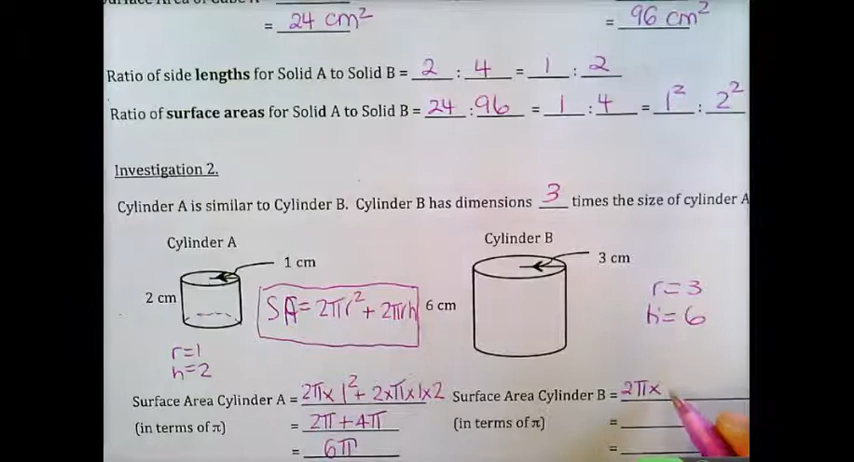 = 24 cm² = 96 cm²
Ratio of side lengths for Solid A to Solid B = 2 : 4 = 1 : 2
Ratio of surface areas for Solid A to Solid B = 24 : 96 = 1 : 4 = 1² : 2²
Investigation 2.
Cylinder A is similar to Cylinder B. Cylinder B has dimensions 3 times the size of cylinder A
Cylinder A Cylinder B
1 cm 3 cm
2 cm SA = 2πr² + 2πrh 6 cm r = 3
h = 6
r=1
h=2
Surface Area Cylinder A = 2π× 1² + 2×π×1×2 Surface Area Cylinder B = 2π×
(in terms of π) = 2π + 4π (in terms of π) =
= 6π =